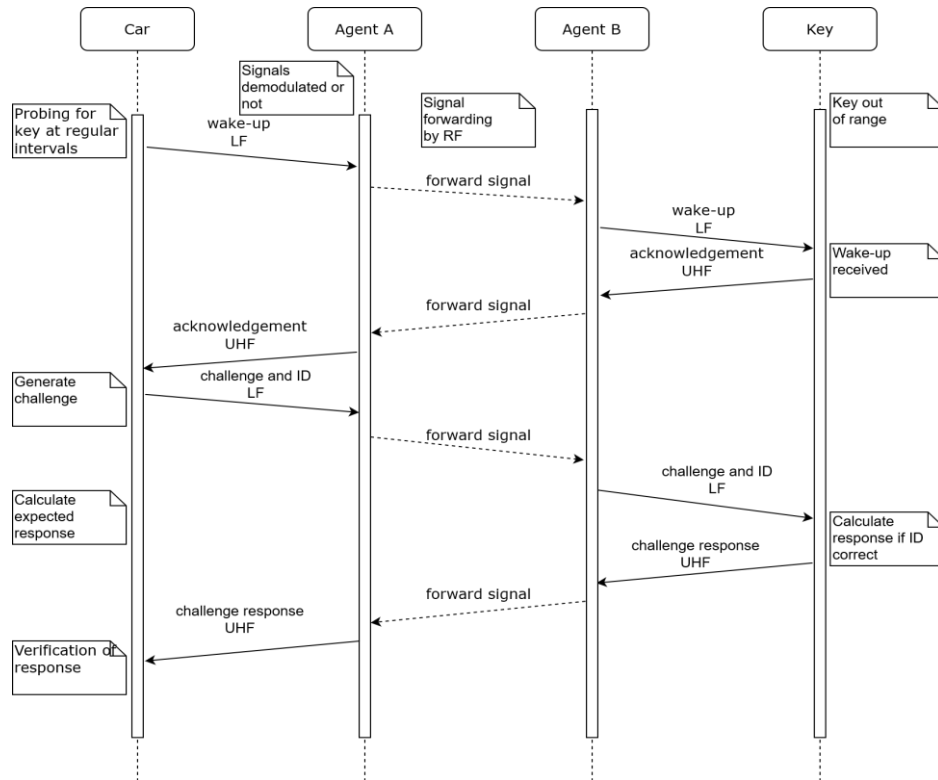 Car
Agent A
Agent B
Key
Signals
demodulated or
not
Probing for
key at regular
intervals
wake-up
LF
Signal
forwarding
by RF
Key out
of range
forward signal
wake-up
LF
acknowledgement
UHF
Wake-up
received
forward signal
acknowledgement
UHF
Generate
challenge
challenge and ID
LF
forward signal
challenge and ID
LF
Calculate
expected
response
Calculate
response if ID
correct
challenge response
UHF
forward signal
challenge response
UHF
Verification of
response